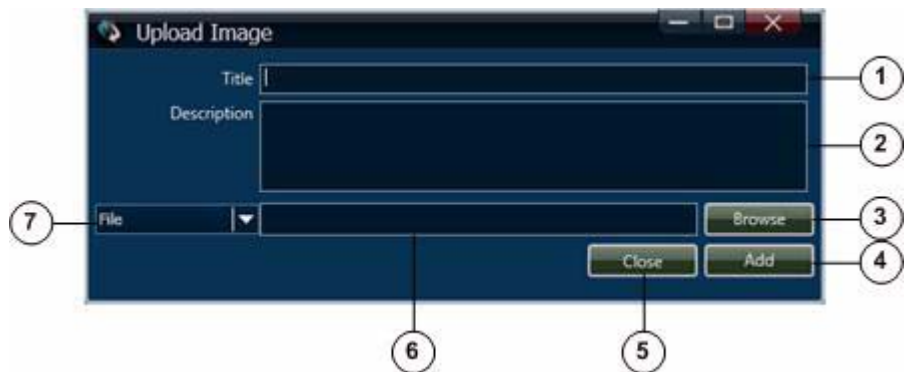 Upload Image
Title
1
Description
2
7
File
Browse
3
Close
Add
4
6
5